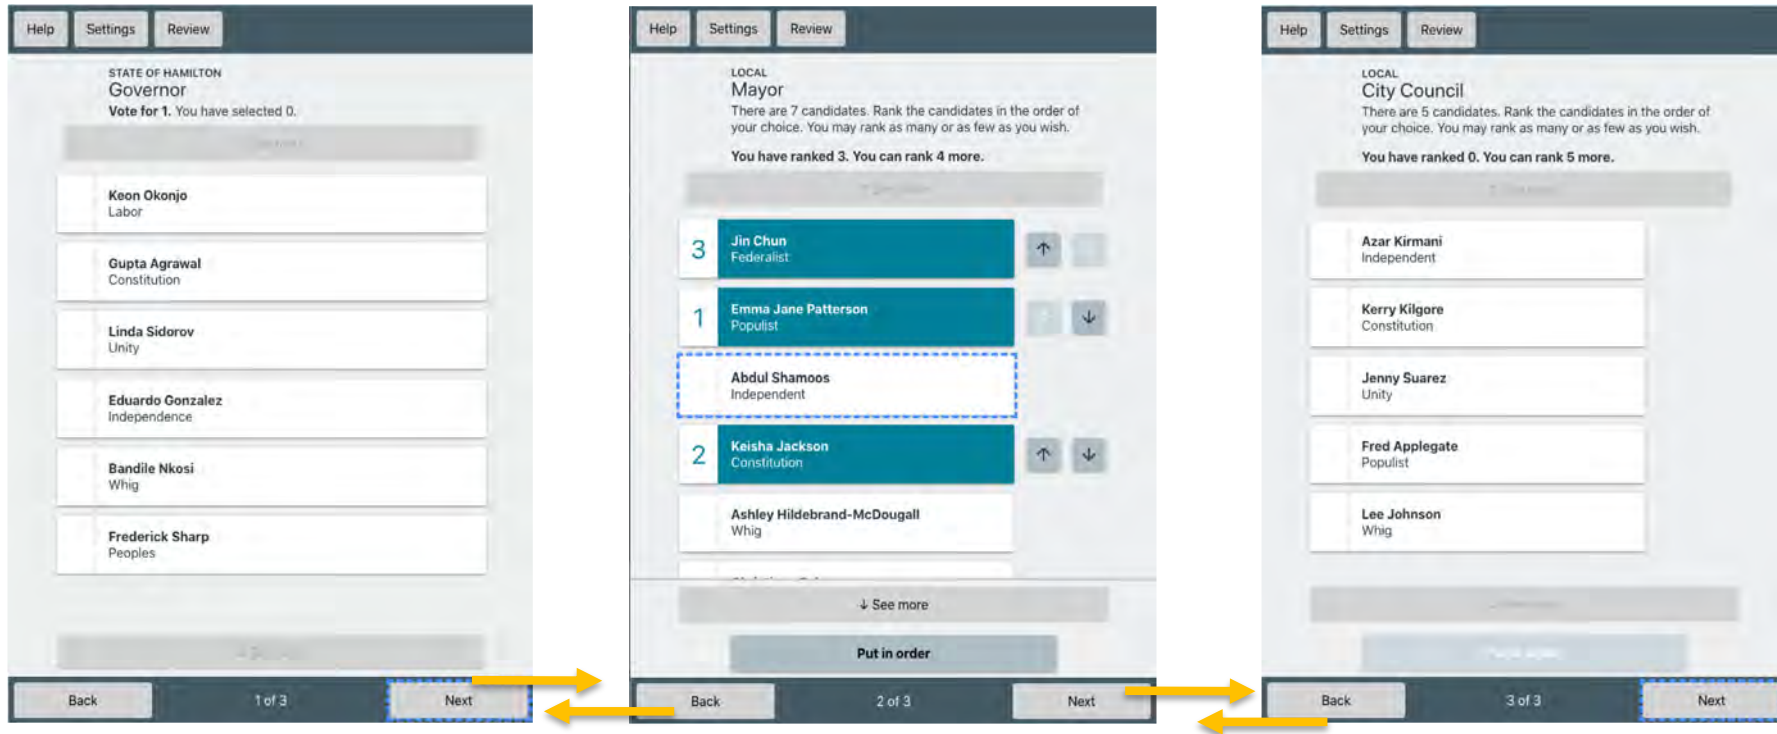 Help Settings Review
STATE OF HAMILTON
Governor
Vote for 1. You have selected 0.
Keon Okonjo
Labor
Gupta Agrawal
Constitution
Linda Sidorov
Unity
Eduardo Gonzalez
Independence
Bandile Nkosi
Whig
Frederick Sharp
Peoples
Back 1 of 3 Next
Help Settings Review
LOCAL
Mayor
There are 7 candidates. Rank the candidates in the order of
your choice. You may rank as many or as few as you wish.
You have ranked 3. You can rank 4 more.
3 Jin Chun
Federalist
↑
1 Emma Jane Patterson
Populist
↓
Abdul Shamoos
Independent
2 Keisha Jackson
Constitution
↑ ↓
Ashley Hildebrand-McDougall
Whig
↓ See more
Put in order
Back 2 of 3 Next
Help Settings Review
LOCAL
City Council
There are 5 candidates. Rank the candidates in the order of
your choice. You may rank as many or as few as you wish.
You have ranked 0. You can rank 5 more.
Azar Kirmani
Independent
Kerry Kilgore
Constitution
Jenny Suarez
Unity
Fred Applegate
Populist
Lee Johnson
Whig
Back 3 of 3 Next